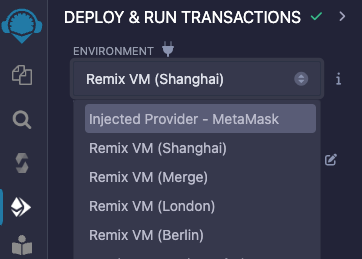 DEPLOY & RUN TRANSACTIONS
ENVIRONMENT
Remix VM (Shanghai)
Injected Provider - MetaMask
Remix VM (Shanghai)
Remix VM (Merge)
Remix VM (London)
Remix VM (Berlin)